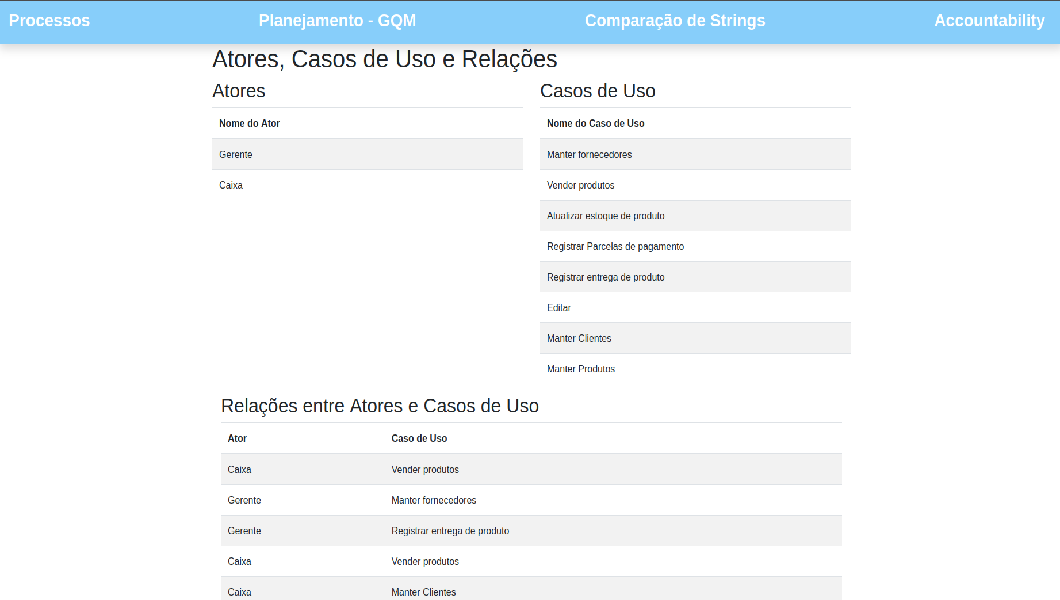 Processos Planejamento - GQM Comparação de Strings Accountability
Atores, Casos de Uso e Relações
Atores
Nome do Ator
Gerente
Caixa
Casos de Uso
Nome do Caso de Uso
Manter fornecedores
Vender produtos
Atualizar estoque de produto
Registrar Parcelas de pagamento
Registrar entrega de produto
Editar
Manter Clientes
Manter Produtos
Relações entre Atores e Casos de Uso
Ator Caso de Uso
Caixa Vender produtos
Gerente Manter fornecedores
Gerente Registrar entrega de produto
Caixa Vender produtos
Caixa Manter Clientes